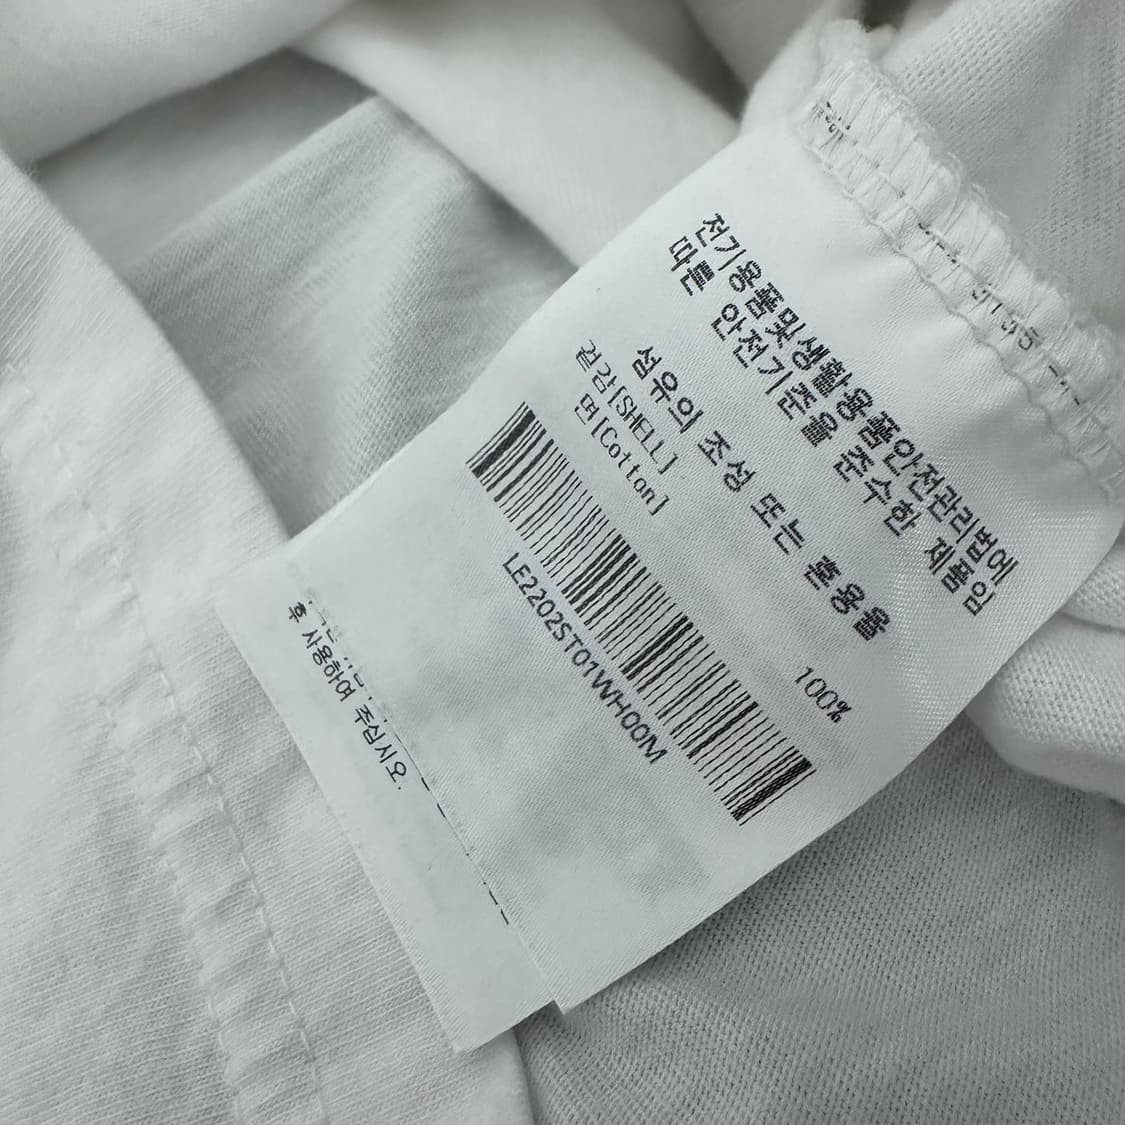 전기용품및생활용품안전관리법에
따른 안전기준을 준수한 제품임
섬유의 조성 또는 혼용율
겉감[SHELL]
면[Cotton] 100%
LE2202ST01WH00M
후 사용하여 주십시오.